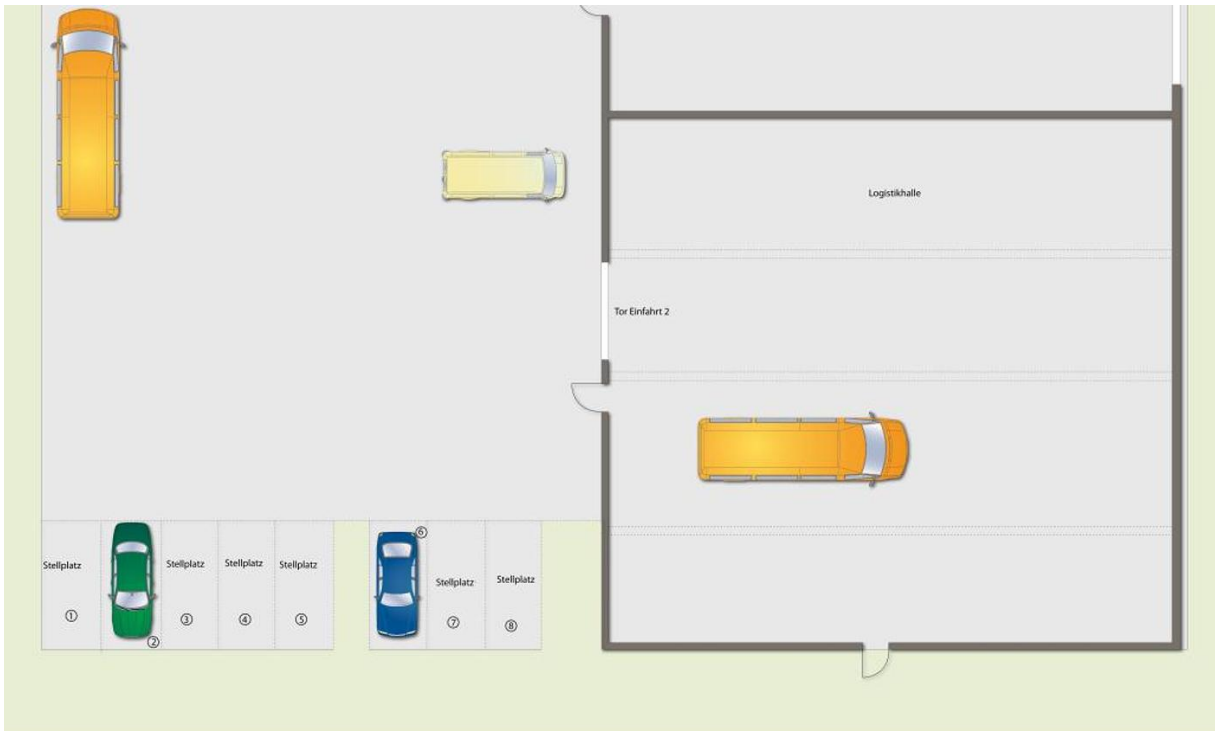 Logistikhalle
Tor Einfahrt 2
Stellplatz
①
②
Stellplatz
③
Stellplatz
④
Stellplatz
⑤
⑥
Stellplatz
⑦
Stellplatz
⑧